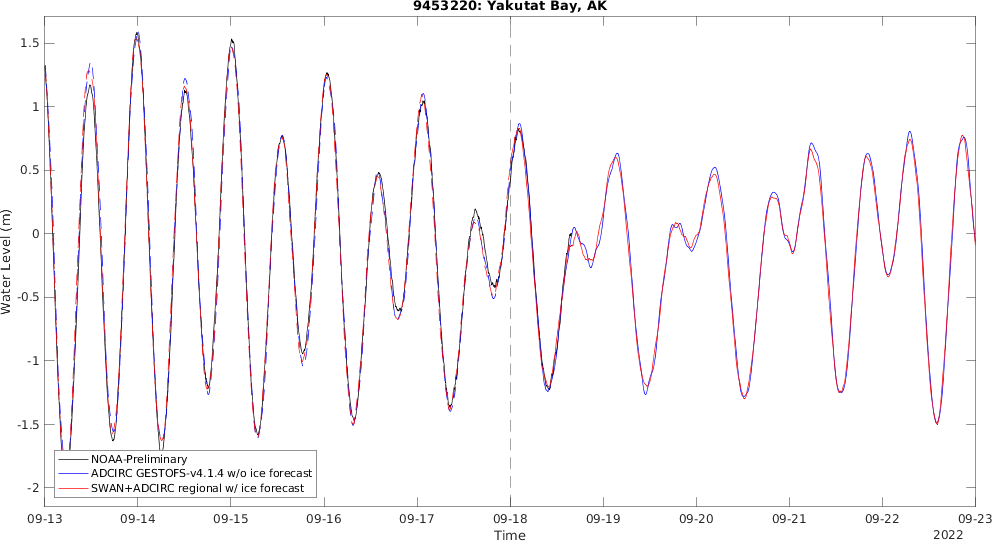 9453220: Yakutat Bay, AK
Water Level (m)
1.5
1
0.5
0
-0.5
-1
-1.5
-2
NOAA-Preliminary
ADCIRC GESTOFS-v4.1.4 w/o ice forecast
SWAN+ADCIRC regional w/ ice forecast
09-13 09-14 09-15 09-16 09-17 09-18 09-19 09-20 09-21 09-22 09-23
Time
2022